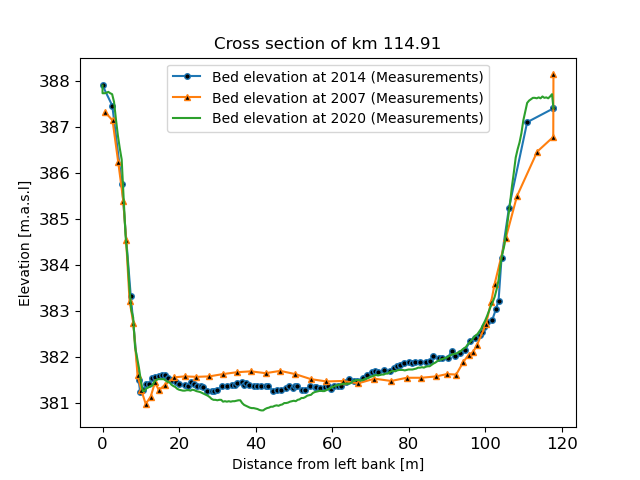 Cross section of km 114.91
Bed elevation at 2014 (Measurements)
Bed elevation at 2007 (Measurements)
Bed elevation at 2020 (Measurements)
Elevation [m.a.s.l]
388
387
386
385
384
383
382
381
0 20 40 60 80 100 120
Distance from left bank [m]